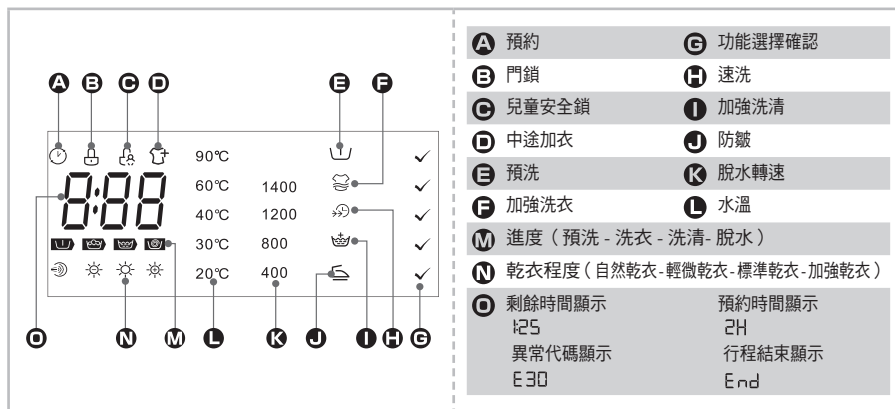 A B C D E F
90℃
60℃ 1400
8:88
40℃ 1200
30℃ 800
20℃ 400
O N M L K J I H G
A 預約 G 功能選擇確認
B 門鎖 H 速洗
C 兒童安全鎖 I 加強洗清
D 中途加衣 J 防皺
E 預洗 K 脫水轉速
F 加強洗衣 L 水溫
M 進度（預洗 - 洗衣 - 洗清- 脫水）
N 乾衣程度（自然乾衣-輕微乾衣-標準乾衣-加強乾衣）
O 剩餘時間顯示 預約時間顯示
1:25 2H
異常代碼顯示 行程結束顯示
E30 End